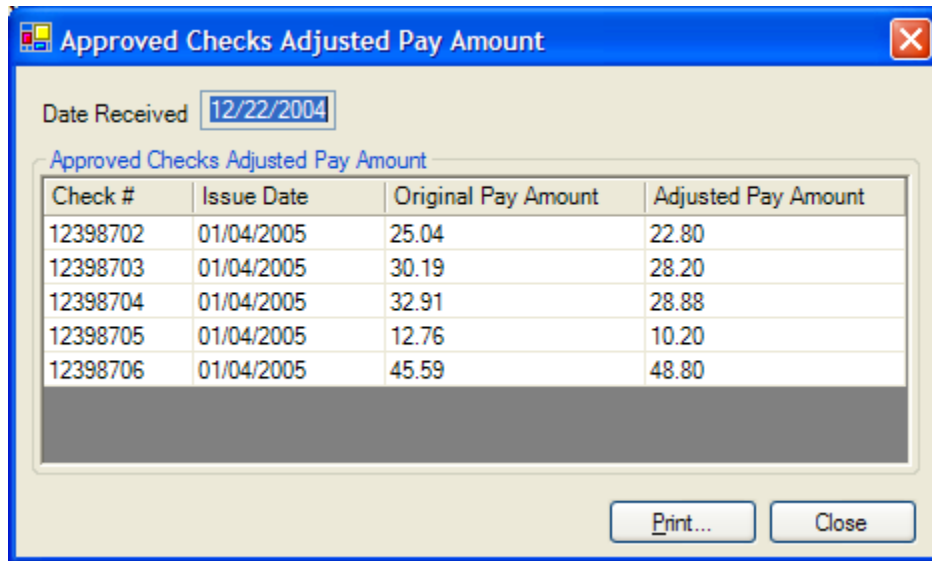 Approved Checks Adjusted Pay Amount
Date Received 12/22/2004
Approved Checks Adjusted Pay Amount
Check # Issue Date Original Pay Amount Adjusted Pay Amount
12398702 01/04/2005 25.04 22.80
12398703 01/04/2005 30.19 28.20
12398704 01/04/2005 32.91 28.88
12398705 01/04/2005 12.76 10.20
12398706 01/04/2005 45.59 48.80
Print... Close